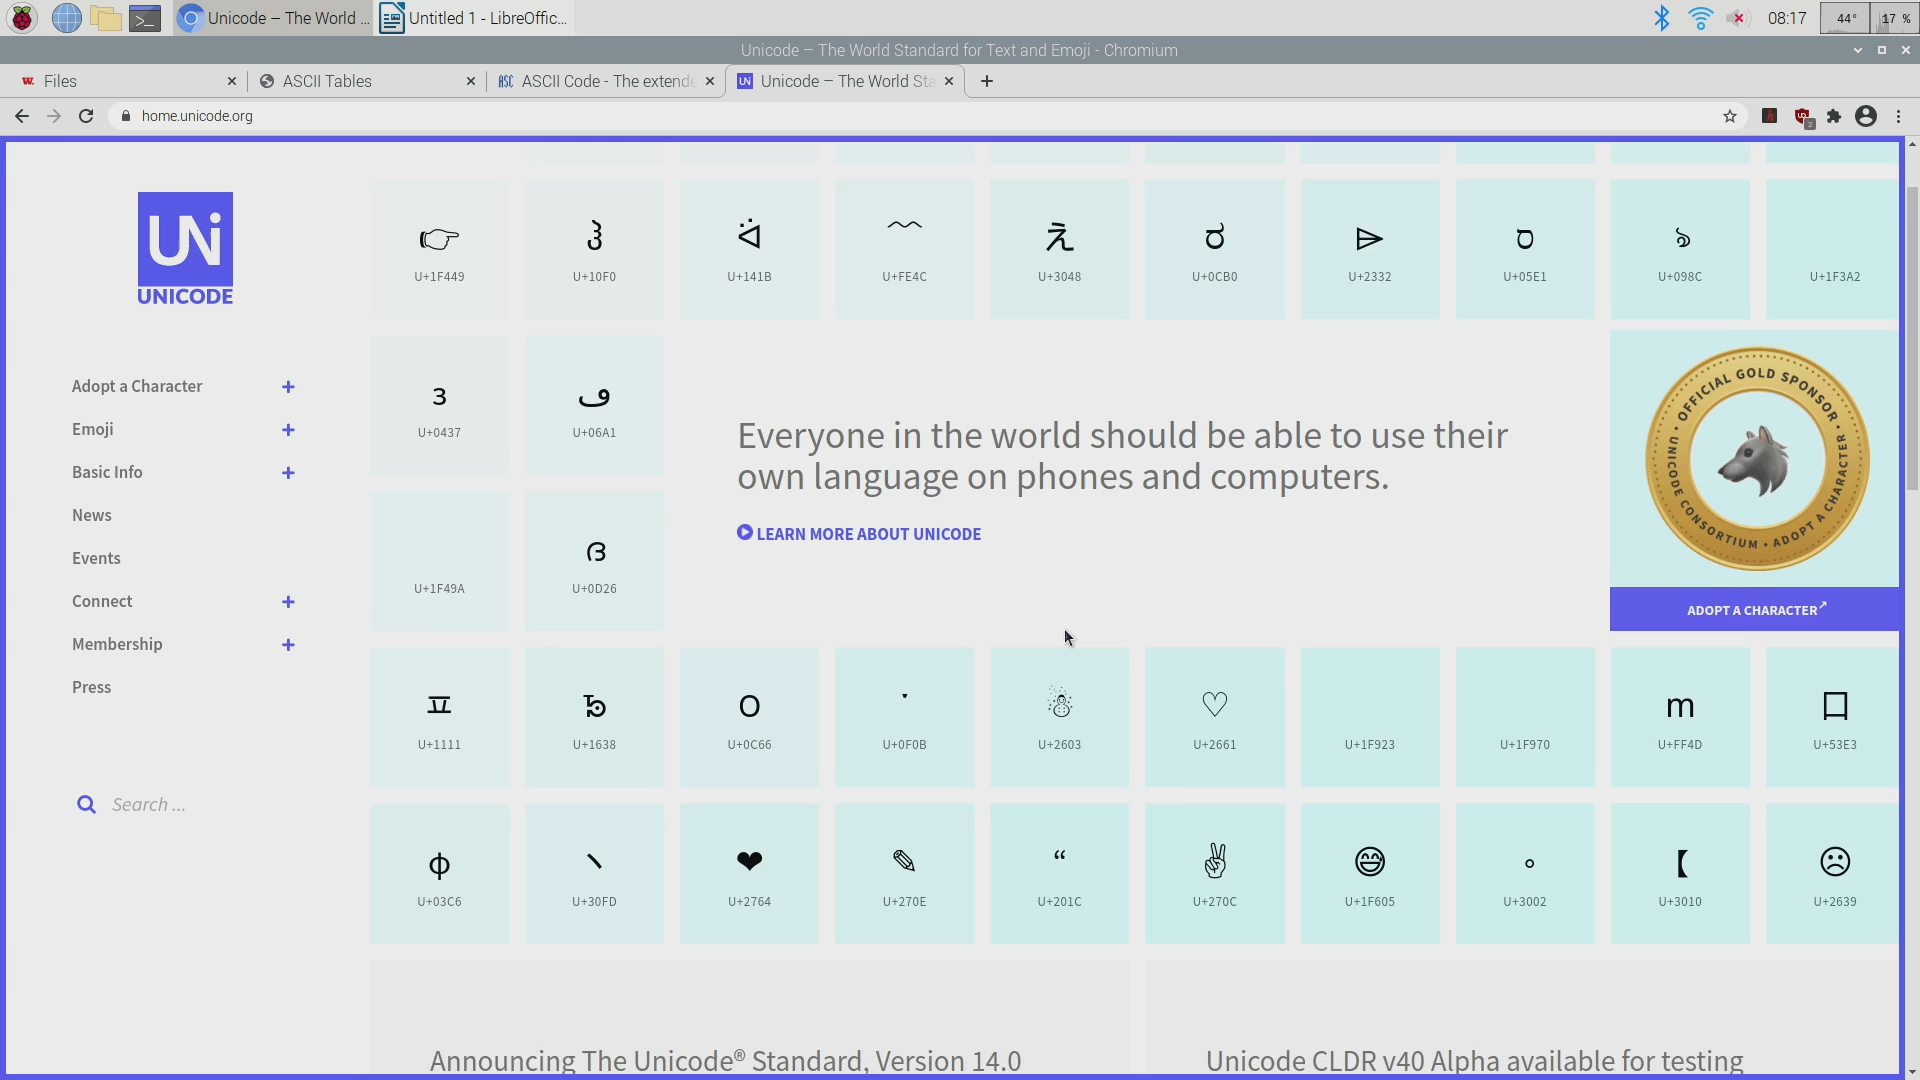 Unicode – The World ...
Untitled 1 - LibreOffic...
08:17
44°
17 %
Unicode – The World Standard for Text and Emoji - Chromium
Files
ASCII Tables
ASCII Code - The extende
Unicode – The World Sta
home.unicode.org
2
UNi
UNICODE
Adopt a Character
Emoji
Basic Info
News
Events
Connect
Membership
Press
Search ...
☞ ჰ ᐛ ﹌ え ರ ⌲ ס ঌ
U+1F449 U+10F0 U+141B U+FE4C U+3048 U+0CB0 U+2332 U+05E1 U+098C U+1F3A2
з ڡ
U+0437 U+06A1
Everyone in the world should be able to use their
own language on phones and computers.
LEARN MORE ABOUT UNICODE
ദ
U+1F49A U+0D26
OFFICIAL GOLD SPONSOR • UNICODE CONSORTIUM • ADOPT A CHARACTER
ADOPT A CHARACTER↗
ᄑ ᘸ ౦ ་ ☃ ♡ ｍ 口
U+1111 U+1638 U+0C66 U+0F0B U+2603 U+2661 U+1F923 U+1F970 U+FF4D U+53E3
φ ヽ ❤ ✎ “ ✌ 😅 。 【 ☹
U+03C6 U+30FD U+2764 U+270E U+201C U+270C U+1F605 U+3002 U+3010 U+2639
Announcing The Unicode® Standard, Version 14.0
Unicode CLDR v40 Alpha available for testing